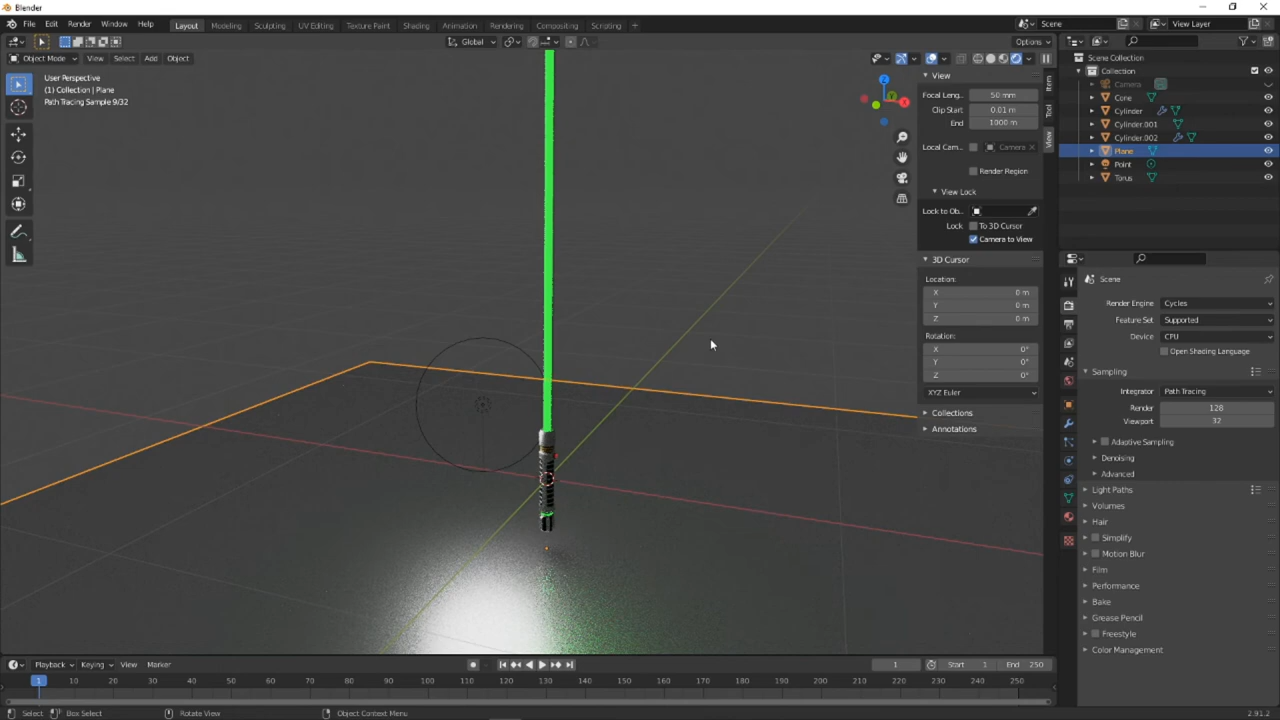 Blender
File Edit Render Window Help
Layout Modeling Sculpting UV Editing Texture Paint Shading Animation Rendering Compositing Scripting +
Scene
View Layer
Global
Options
Object Mode View Select Add Object
User Perspective
(1) Collection | Plane
Path Tracing Sample 9/32
Z
Y
X
View
Focal Leng... 50 mm
Clip Start 0.01 m
End 1000 m
Local Cam... Camera
Render Region
View Lock
Lock to Ob...
Lock To 3D Cursor
Camera to View
3D Cursor
Location:
X 0 m
Y 0 m
Z 0 m
Rotation:
X 0°
Y 0°
Z 0°
XYZ Euler
Collections
Annotations
Item
Tool
View
Scene Collection
Collection
Camera
Cone
Cylinder
Cylinder.001
Cylinder.002
Plane
Point
Torus
Scene
Render Engine Cycles
Feature Set Supported
Device CPU
Open Shading Language
Sampling
Integrator Path Tracing
Render 128
Viewport 32
Adaptive Sampling
Denoising
Advanced
Light Paths
Volumes
Hair
Simplify
Motion Blur
Film
Performance
Bake
Grease Pencil
Freestyle
Color Management
Playback Keying View Marker
1
Start 1
End 250
1 10 20 30 40 50 60 70 80 90 100 110 120 130 140 150 160 170 180 190 200 210 220 230 240 250
Select Box Select Rotate View Object Context Menu 2.91.2